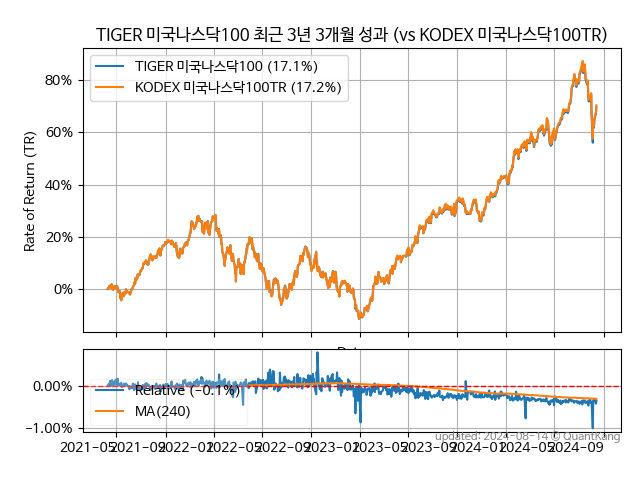 TIGER 미국나스닥100 최근 3년 3개월 성과 (vs KODEX 미국나스닥100TR)
TIGER 미국나스닥100 (17.1%)
KODEX 미국나스닥100TR (17.2%)
80%
60%
40%
20%
0%
Rate of Return (TR)
0.00%
−1.00%
Relative (−0.1%)
MA(240)
updated: 2024-08-14 © QuantKang
2021-05 2021-09 2022-01 2022-05 2022-09 2023-01 2023-05 2023-09 2024-01 2024-05 2024-09